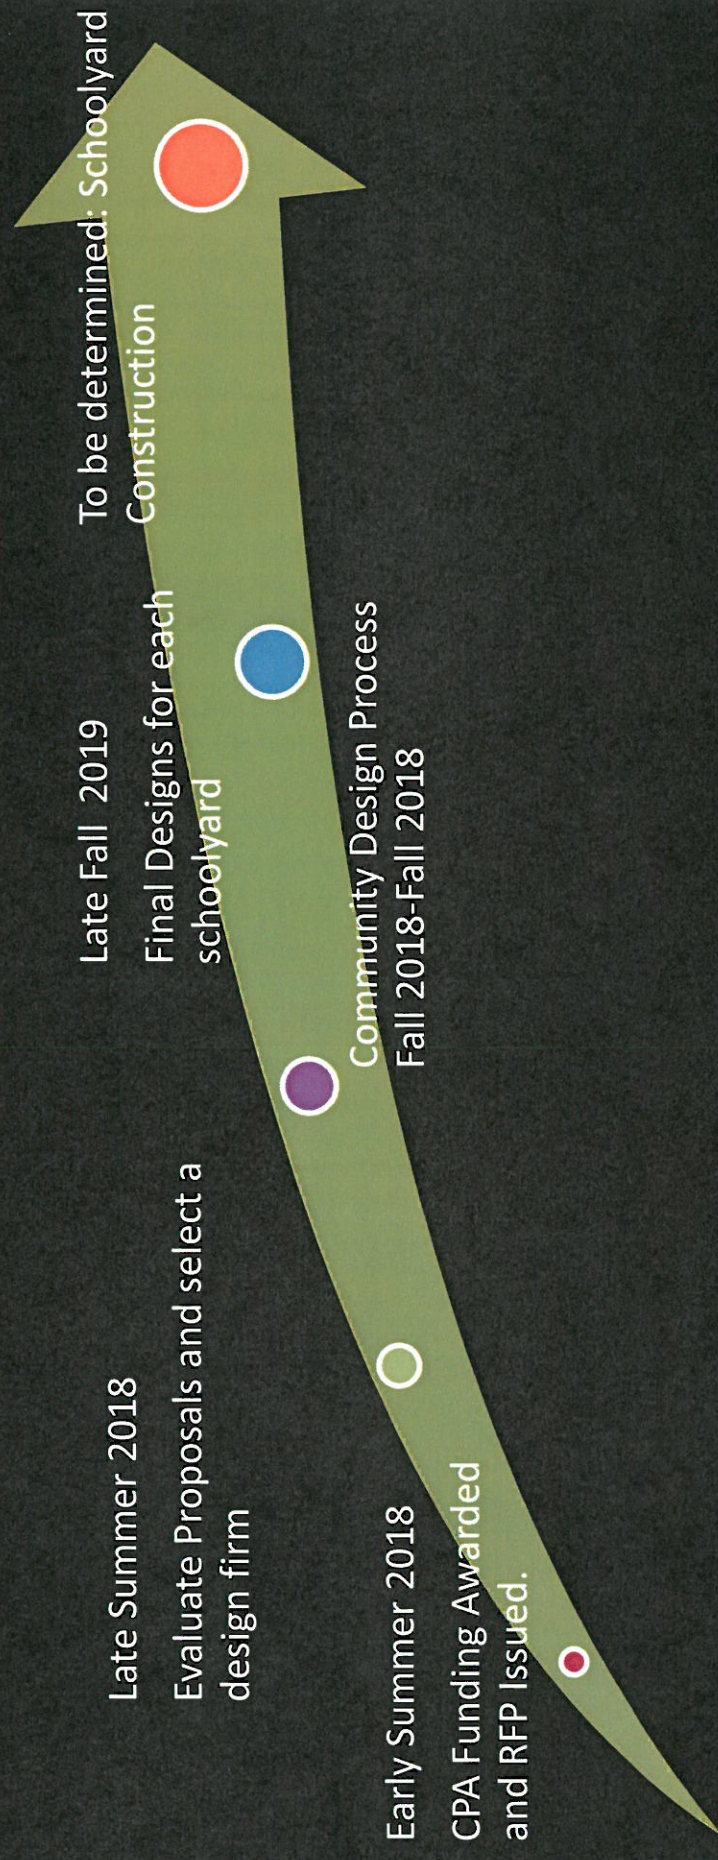 Early Summer 2018
CPA Funding Awarded
and RFP Issued.
Late Summer 2018
Evaluate Proposals and select a
design firm
Community Design Process
Fall 2018-Fall 2018
Late Fall 2019
Final Designs for each
schoolyard
To be determined: Schoolyard
Construction